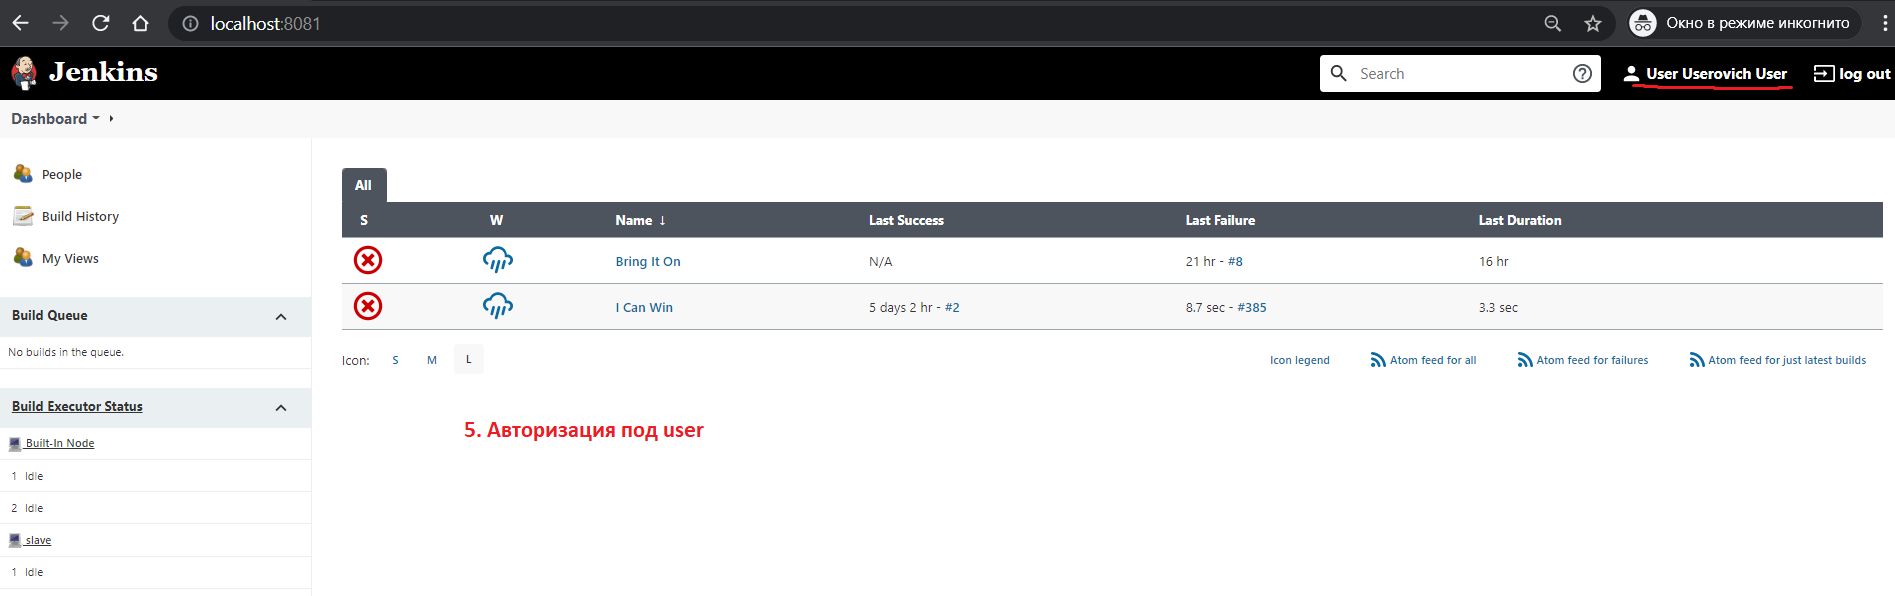 localhost:8081
Окно в режиме инкогнито
Jenkins
Search
User Userovich User
log out
Dashboard
People
Build History
My Views
Build Queue
No builds in the queue.
Build Executor Status
Built-In Node
1 Idle
2 Idle
slave
1 Idle
All
S W Name ↓ Last Success Last Failure Last Duration
Bring It On N/A 21 hr - #8 16 hr
I Can Win 5 days 2 hr - #2 8.7 sec - #385 3.3 sec
Icon: S M L
Icon legend Atom feed for all Atom feed for failures Atom feed for just latest builds
5. Авторизация под user